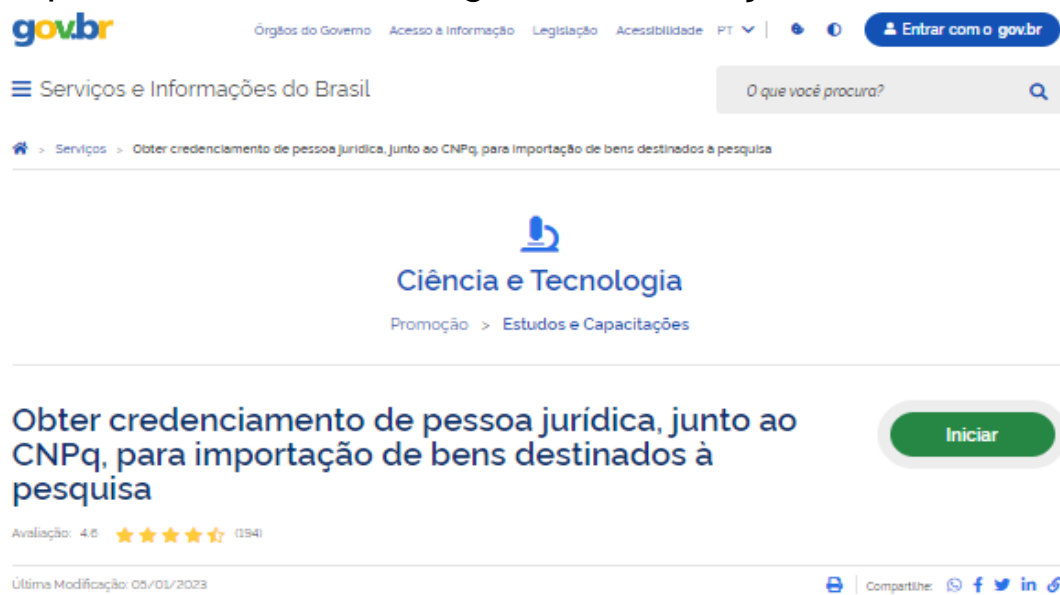 gov.br
Órgãos do Governo Acesso à Informação Legislação Acessibilidade PT
Entrar com o gov.br
Serviços e Informações do Brasil
O que você procura?
> Serviços > Obter credenciamento de pessoa jurídica, junto ao CNPq, para importação de bens destinados à pesquisa
Ciência e Tecnologia
Promoção > Estudos e Capacitações
Obter credenciamento de pessoa jurídica, junto ao
CNPq, para importação de bens destinados à
pesquisa
Iniciar
Avaliação: 4.6 (194)
Última Modificação: 05/01/2023
Compartilhe: